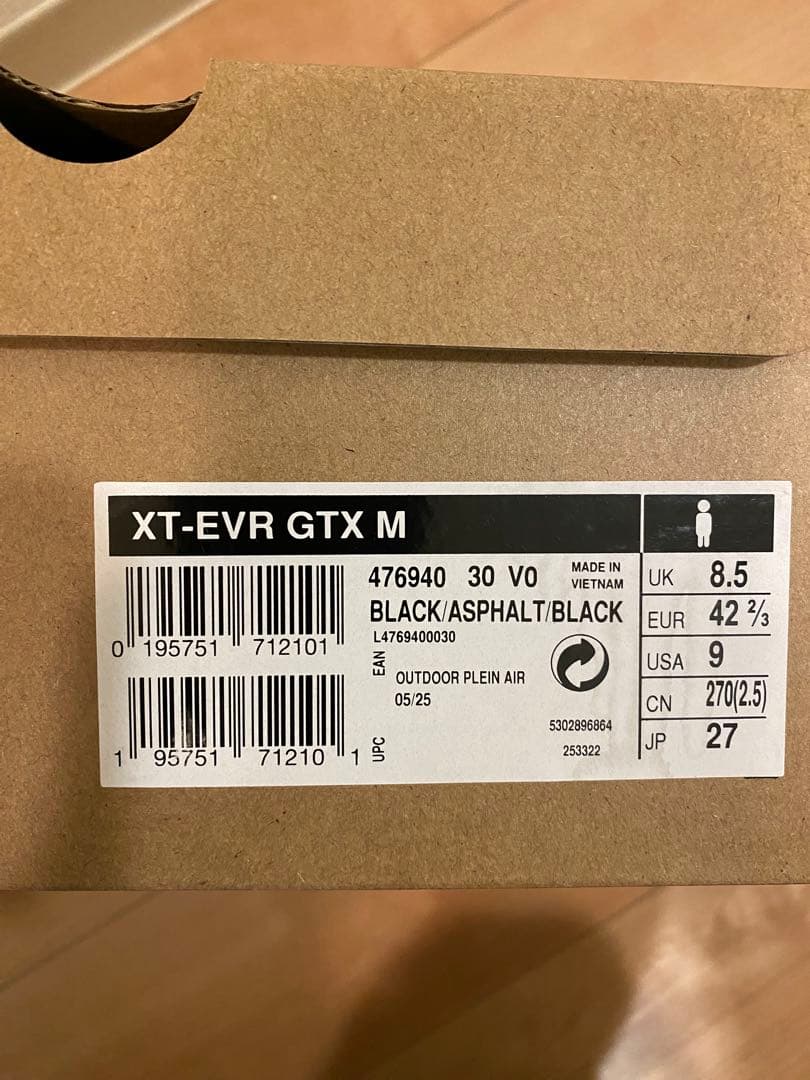 XT-EVR GTX M
476940 30 V0
MADE IN
VIETNAM
BLACK/ASPHALT/BLACK
L4769400030
0 195751 712101
EAN
OUTDOOR PLEIN AIR
05/25
1 95751 71210 1
UPC
5302896864
253322
UK 8.5
EUR 42 ⅔
USA 9
CN 270(2.5)
JP 27